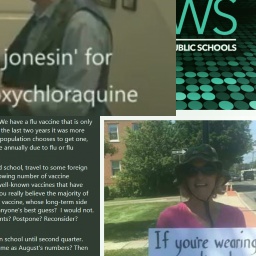 jonesin' for
oxychloraquine
WS
PUBLIC SCHOOLS
We have a flu vaccine that is only
the last two years it was more
population chooses to get one,
e annually due to flu or flu
d school, travel to some foreign
owing number of vaccine
well-known vaccines that have
ou really believe the majority of
vaccine, whose long-term side
anyone's best guess? I would not.
nts? Postpone? Reconsider?
n school until second quarter.
me as August's numbers? Then
If you're wearing